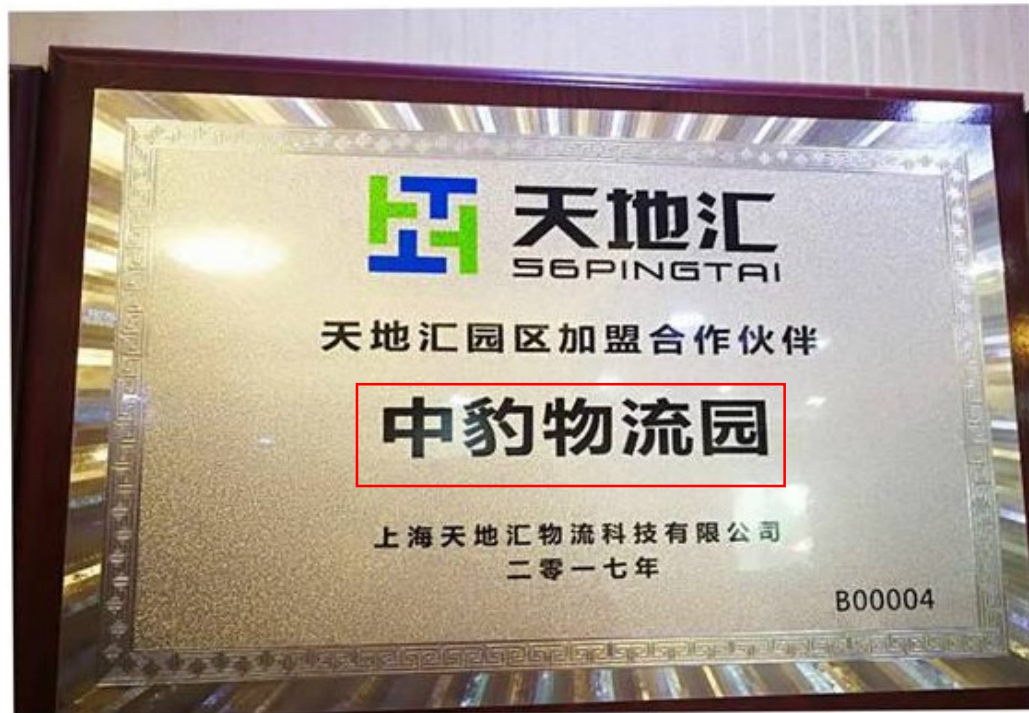 天地汇
56PINGTAI
天地汇园区加盟合作伙伴
中豹物流园
上海天地汇物流科技有限公司
二零一七年
B00004